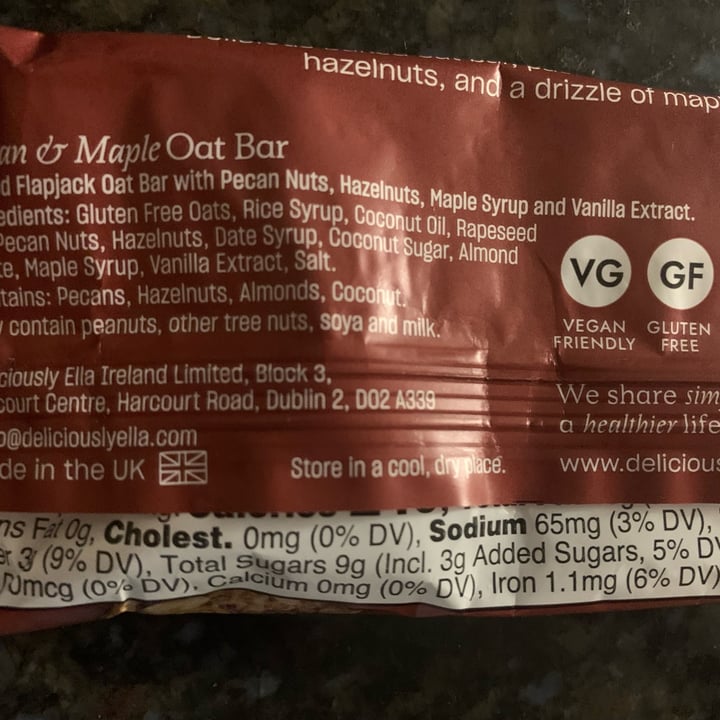 hazelnuts, and a drizzle of map
an & Maple Oat Bar
d Flapjack Oat Bar with Pecan Nuts, Hazelnuts, Maple Syrup and Vanilla Extract.
edients: Gluten Free Oats, Rice Syrup, Coconut Oil, Rapeseed
Pecan Nuts, Hazelnuts, Date Syrup, Coconut Sugar, Almond
te, Maple Syrup, Vanilla Extract, Salt.
tains: Pecans, Hazelnuts, Almonds, Coconut.
y contain peanuts, other tree nuts, soya and milk.
VG
GF
VEGAN FRIENDLY
GLUTEN FREE
ciously Ella Ireland Limited, Block 3,
court Centre, Harcourt Road, Dublin 2, D02 A339
o@deliciouslyella.com
de in the UK
Store in a cool, dry place.
We share sim
a healthier life
www.delicious
ns Fat 0g, Cholest. 0mg (0% DV), Sodium 65mg (3% DV),
er 3 (9% DV), Total Sugars 9g (Incl. 3g Added Sugars, 5% DV
0mcg (0% DV), Calcium 0mg (0% DV), Iron 1.1mg (6% DV)